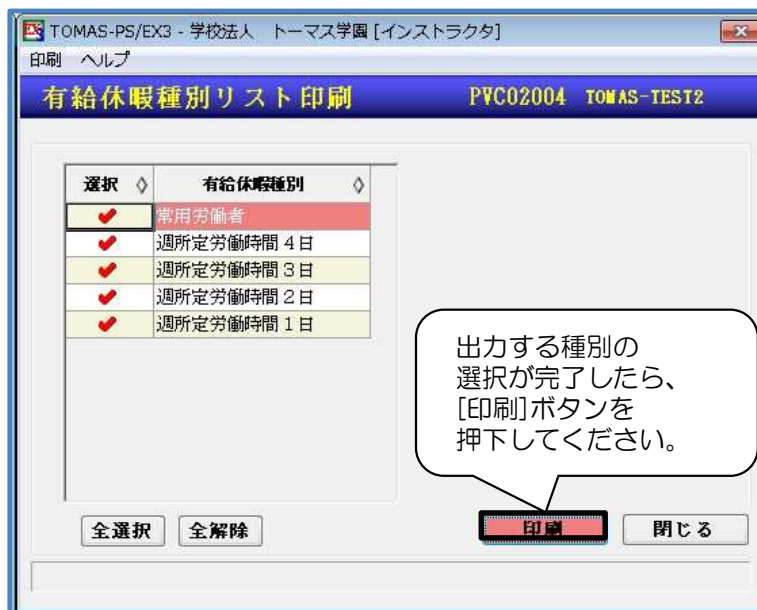 TOMAS-PS/EX3 - 学校法人　トーマス学園 [インストラクタ]
印刷　ヘルプ
有給休暇種別リスト印刷　PYC02004　TOMAS-TEST2
選択　有給休暇種別
常用労働者
週所定労働時間４日
週所定労働時間３日
週所定労働時間２日
週所定労働時間１日
出力する種別の
選択が完了したら、
[印刷]ボタンを
押下してください。
全選択　全解除　印刷　閉じる